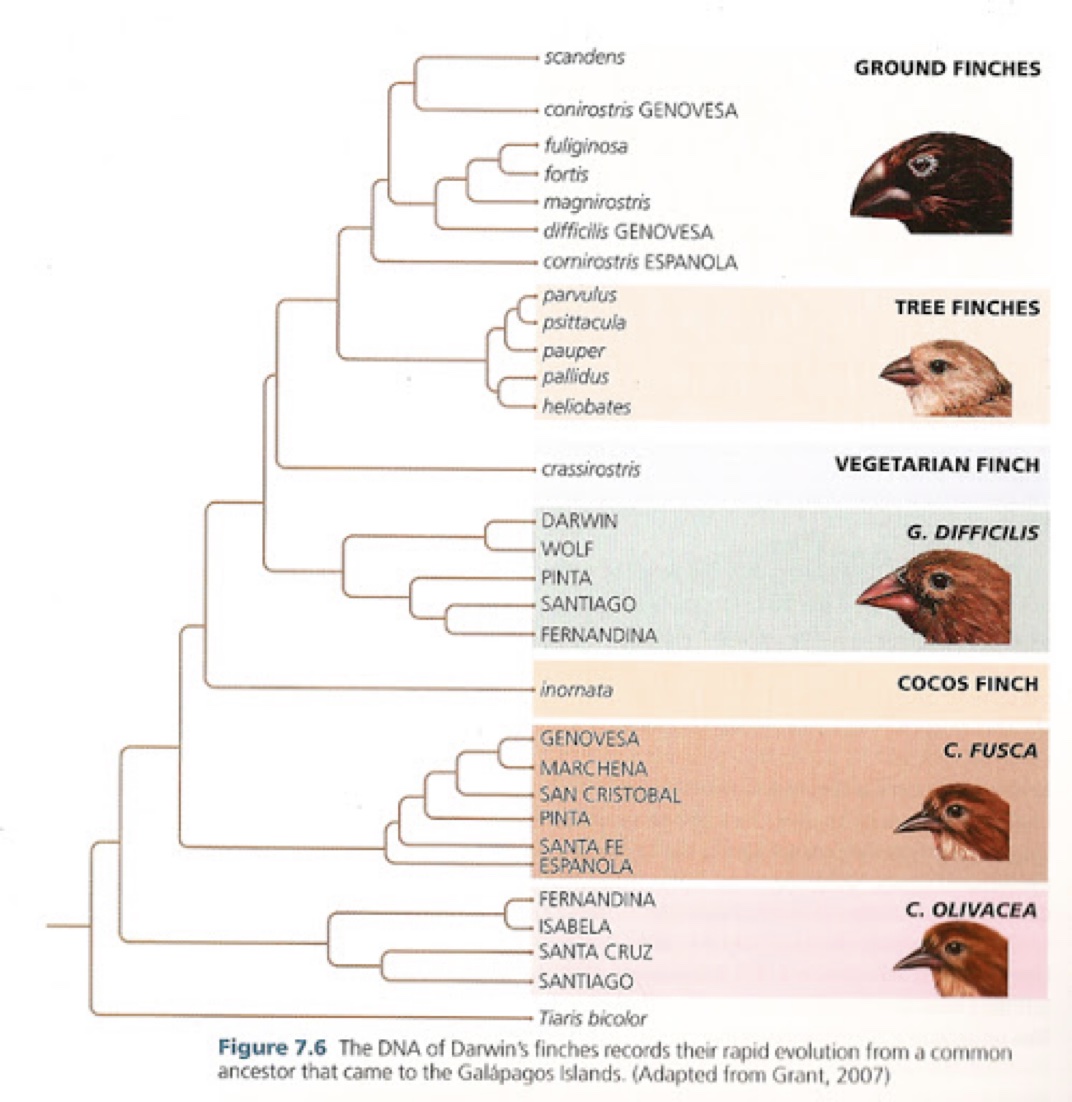 scandens
GROUND FINCHES
conirostris GENOVESA
fuliginosa
fortis
magnirostris
difficilis GENOVESA
cornirostris ESPANOLA
parvulus
TREE FINCHES
psittacula
pauper
pallidus
heliobates
crassirostris
VEGETARIAN FINCH
DARWIN
G. DIFFICILIS
WOLF
PINTA
SANTIAGO
FERNANDINA
inornata
COCOS FINCH
GENOVESA
C. FUSCA
MARCHENA
SAN CRISTOBAL
PINTA
SANTA FE
ESPANOLA
FERNANDINA
C. OLIVACEA
ISABELA
SANTA CRUZ
SANTIAGO
Tiaris bicolor
Figure 7.6 The DNA of Darwin's finches records their rapid evolution from a common
ancestor that came to the Galápagos Islands. (Adapted from Grant, 2007)